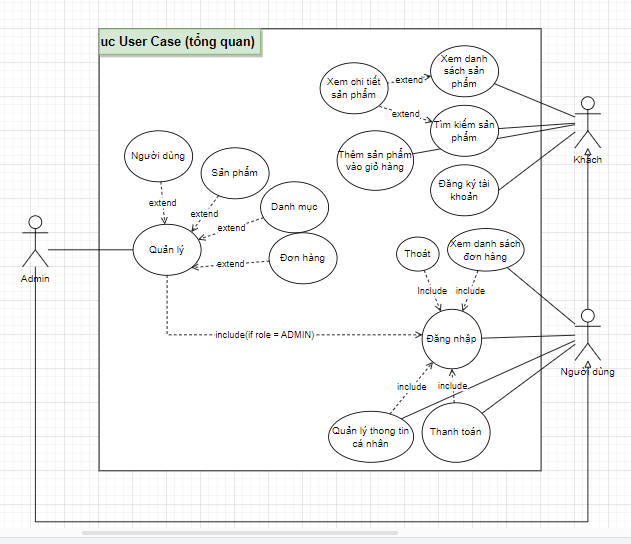 uc User Case (tổng quan)
Xem danh
sách sản
phẩm
Xem chi tiết
sản phẩm
extend
extend
Tìm kiếm sản
phẩm
Khách
Thêm sản phẩm
vào giỏ hàng
Đăng ký tài
khoản
Người dùng
Sản phẩm
extend
extend
Danh mục
extend
Quản lý
extend
Đơn hàng
Admin
Thoát
Xem danh sách
đơn hàng
Include
include
include(if role = ADMIN)
Đăng nhập
Người dùng
include
include
Quản lý thong tin
cá nhân
Thanh toán